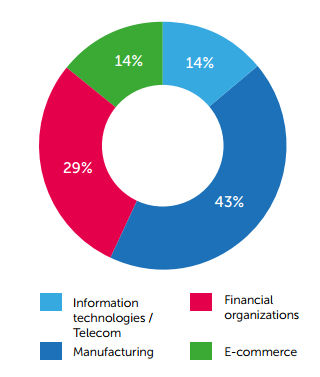 14%
14%
29%
43%
Information
technologies /
Telecom
Financial
organizations
Manufacturing
E-commerce